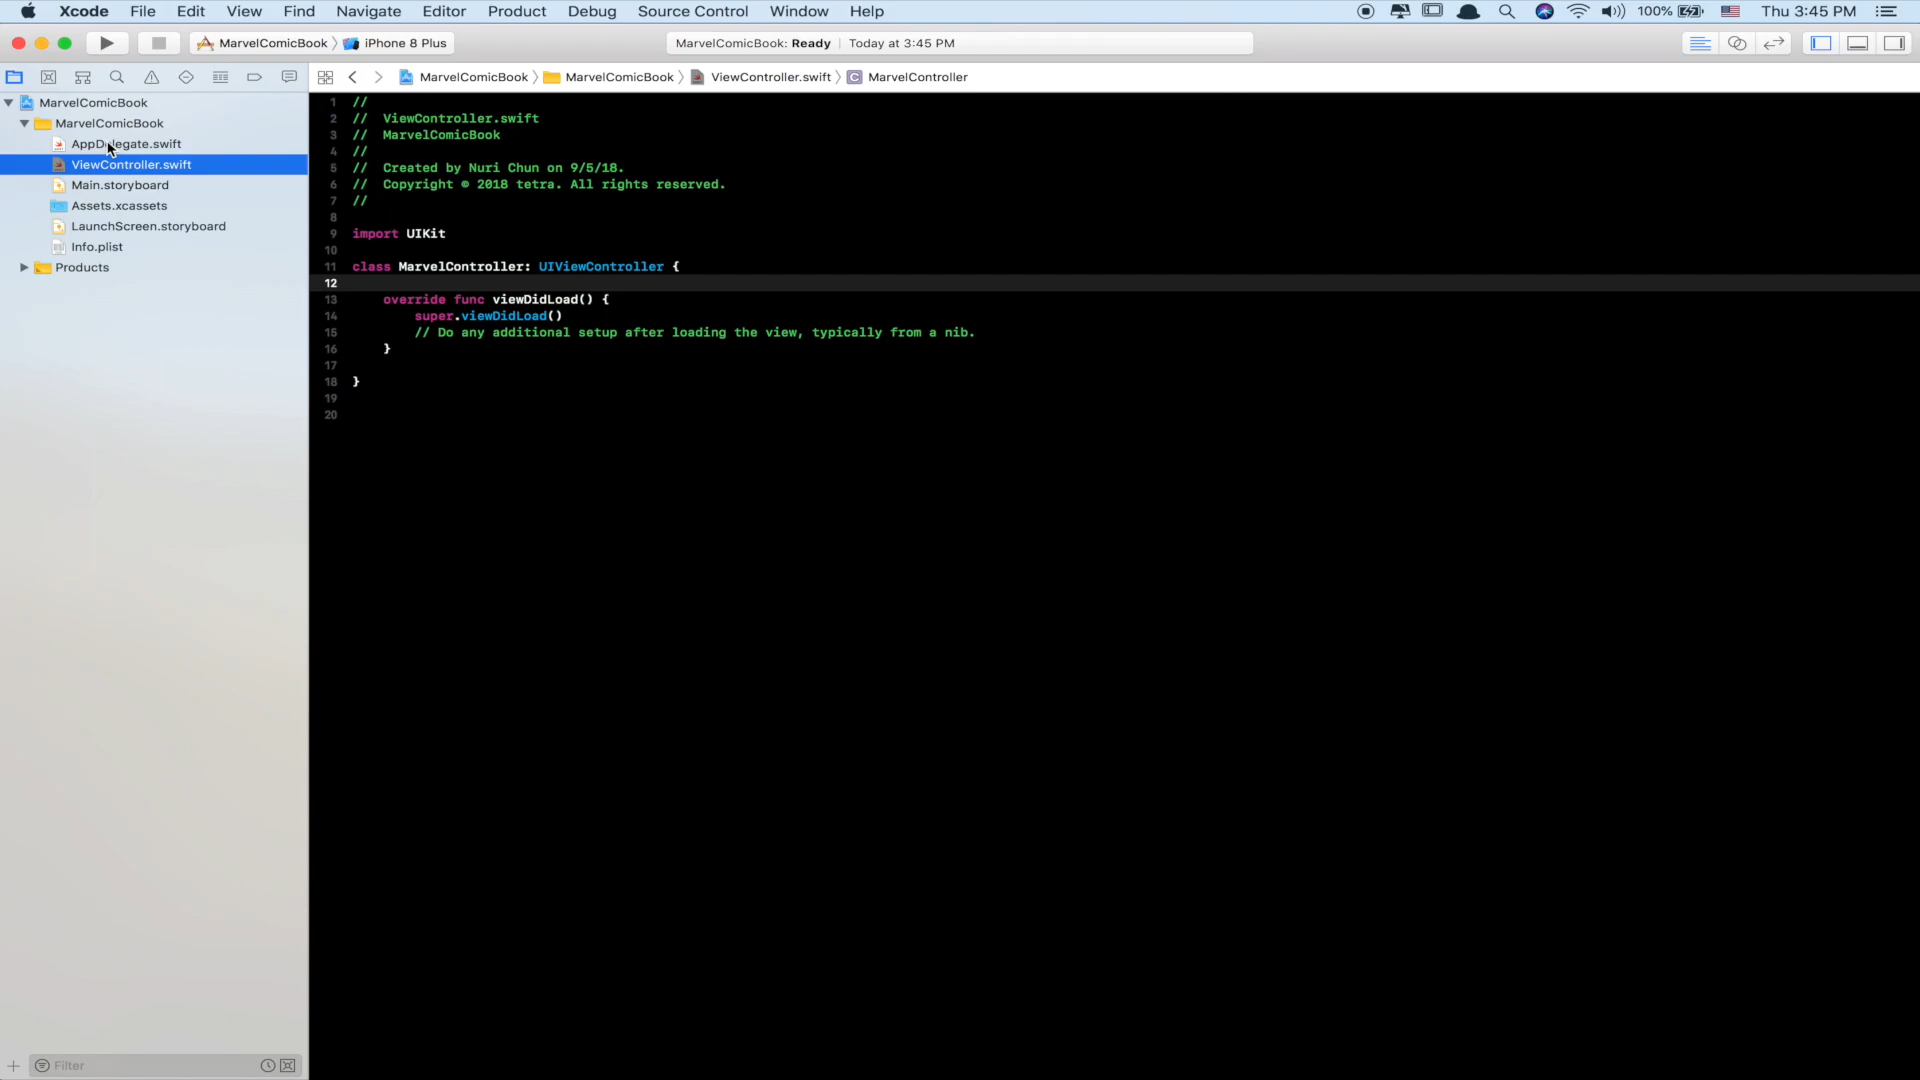 Xcode File Edit View Find Navigate Editor Product Debug Source Control Window Help 100% Thu 3:45 PM
MarvelComicBook iPhone 8 Plus MarvelComicBook: Ready Today at 3:45 PM
MarvelComicBook MarvelComicBook ViewController.swift C MarvelController
MarvelComicBook
MarvelComicBook
AppDelegate.swift
ViewController.swift
Main.storyboard
Assets.xcassets
LaunchScreen.storyboard
Info.plist
Products
Filter
1 //
2 // ViewController.swift
3 // MarvelComicBook
4 //
5 // Created by Nuri Chun on 9/5/18.
6 // Copyright © 2018 tetra. All rights reserved.
7 //
8
9 import UIKit
10
11 class MarvelController: UIViewController {
12
13 override func viewDidLoad() {
14 super.viewDidLoad()
15 // Do any additional setup after loading the view, typically from a nib.
16 }
17
18 }
19
20